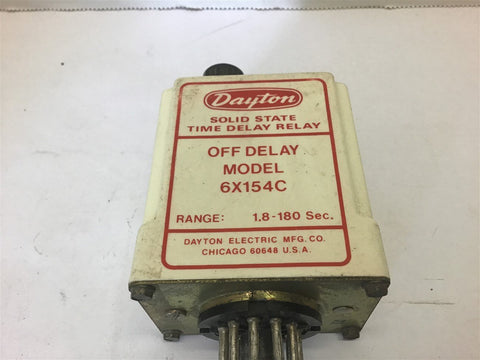 Dayton
SOLID STATE
TIME DELAY RELAY
OFF DELAY
MODEL
6X154C
RANGE: 1.8-180 Sec.
DAYTON ELECTRIC MFG. CO.
CHICAGO 60648 U.S.A.